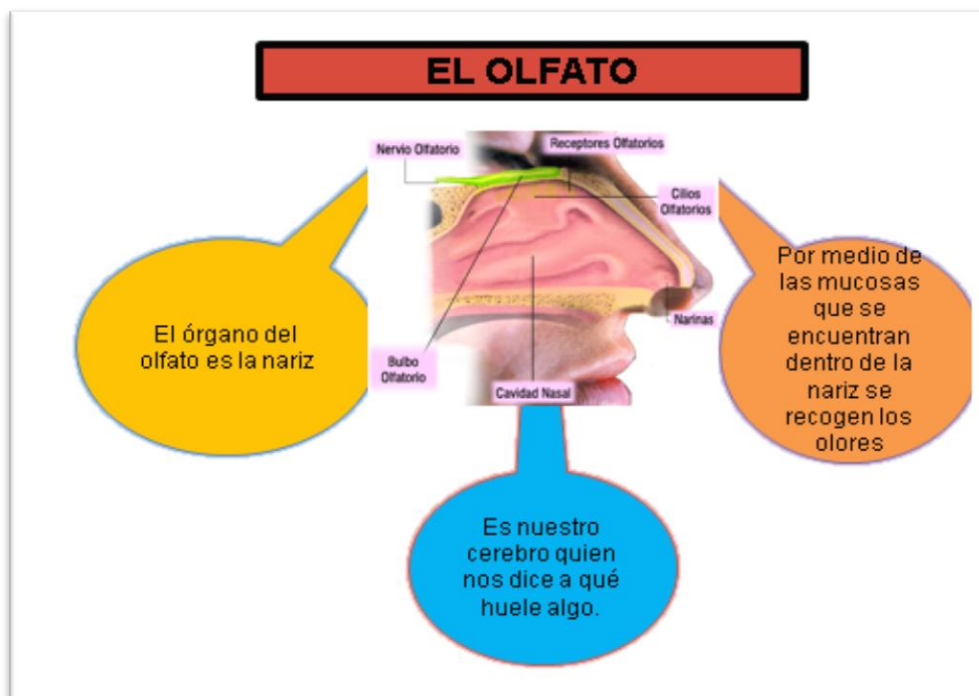 EL OLFATO
Nervio Olfatorio
Receptores Olfatorios
Cilios
Olfatorios
Narinas
Bulbo
Olfatorio
Cavidad Nasal
El órgano del
olfato es la nariz
Por medio de
las mucosas
que se
encuentran
dentro de la
nariz se
recogen los
olores
Es nuestro
cerebro quien
nos dice a qué
huele algo.